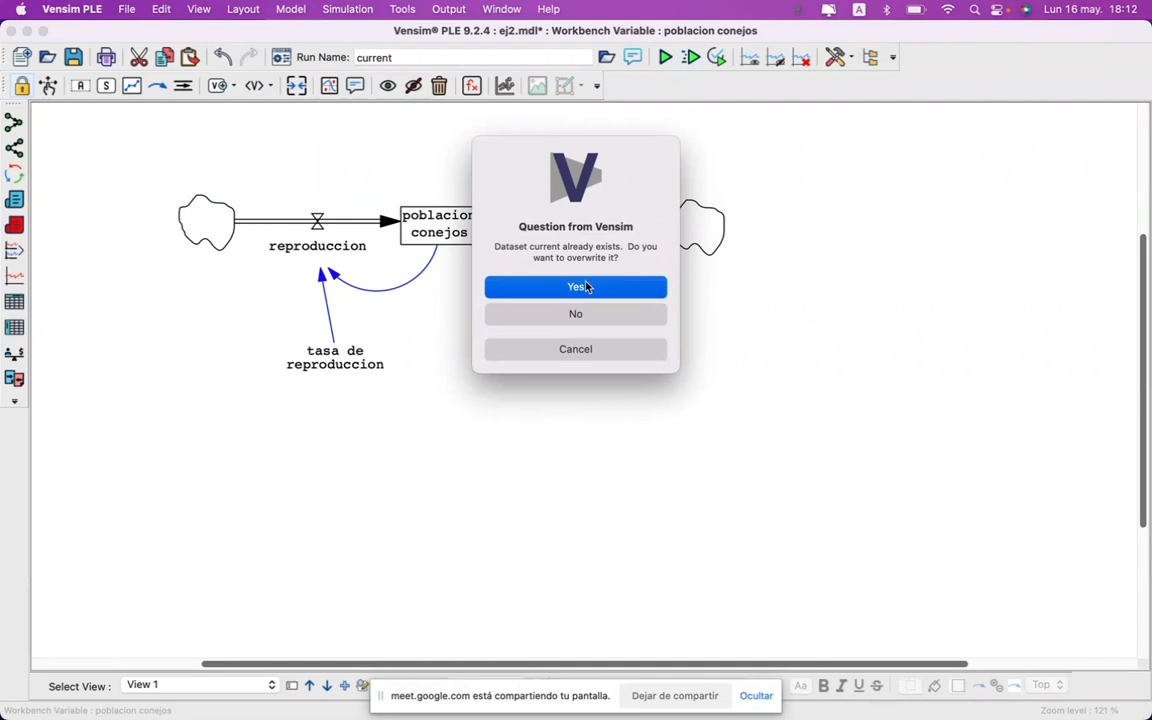 Vensim PLE File Edit View Layout Model Simulation Tools Output Window Help A Lun 16 may. 18:12
Vensim® PLE 9.2.4 : ej2.mdl* : Workbench Variable : poblacion conejos
Run Name: current
A S V <V> fx
V
Question from Vensim
Dataset current already exists. Do you
want to overwrite it?
Yes
No
Cancel
poblacion
conejos
reproduccion
tasa de
reproduccion
Select View : View 1 Aa B I U S Top
meet.google.com está compartiendo tu pantalla. Dejar de compartir Ocultar
Workbench Variable : poblacion conejos Zoom level : 121 %